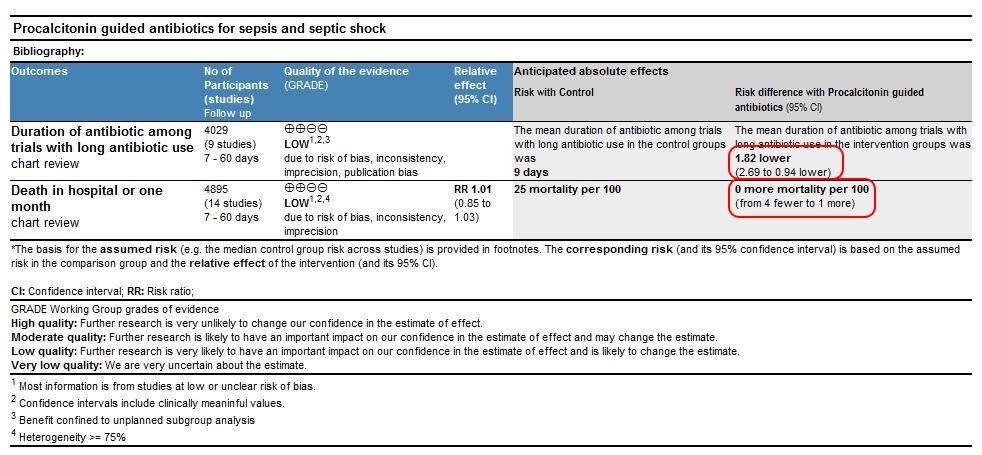 Procalcitonin guided antibiotics for sepsis and septic shock
Bibliography:
Outcomes
No of
Participants
(studies)
Follow up
Quality of the evidence
(GRADE)
Relative
effect
(95% CI)
Anticipated absolute effects
Risk with Control
Risk difference with Procalcitonin guided
antibiotics (95% CI)
Duration of antibiotic among
trials with long antibiotic use
chart review
4029
(9 studies)
7 - 60 days
⊕⊕⊖⊖
LOW1,2,3
due to risk of bias, inconsistency,
imprecision, publication bias
The mean duration of antibiotic among trials
with long antibiotic use in the control groups
was
9 days
The mean duration of antibiotic among trials with
long antibiotic use in the intervention groups was
1.82 lower
(2.69 to 0.94 lower)
Death in hospital or one
month
chart review
4895
(14 studies)
7 - 60 days
⊕⊕⊖⊖
LOW1,2,4
due to risk of bias, inconsistency,
imprecision
RR 1.01
(0.85 to
1.03)
25 mortality per 100
0 more mortality per 100
(from 4 fewer to 1 more)
*The basis for the assumed risk (e.g. the median control group risk across studies) is provided in footnotes. The corresponding risk (and its 95% confidence interval) is based on the assumed
risk in the comparison group and the relative effect of the intervention (and its 95% CI).
CI: Confidence interval; RR: Risk ratio;
GRADE Working Group grades of evidence
High quality: Further research is very unlikely to change our confidence in the estimate of effect.
Moderate quality: Further research is likely to have an important impact on our confidence in the estimate of effect and may change the estimate.
Low quality: Further research is very likely to have an important impact on our confidence in the estimate of effect and is likely to change the estimate.
Very low quality: We are very uncertain about the estimate.
1 Most information is from studies at low or unclear risk of bias.
2 Confidence intervals include clinically meaninful values.
3 Benefit confined to unplanned subgroup analysis
4 Heterogeneity >= 75%